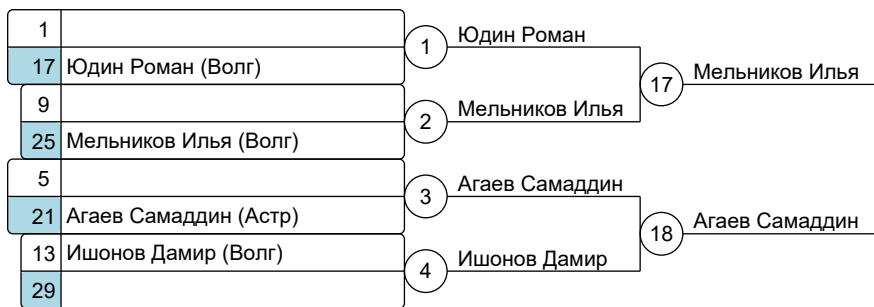 1
17 Юдин Роман (Волг)
1 Юдин Роман
9
25 Мельников Илья (Волг)
2 Мельников Илья
17 Мельников Илья
5
21 Агаев Самаддин (Астр)
3 Агаев Самаддин
13 Ишонов Дамир (Волг)
29
4 Ишонов Дамир
18 Агаев Самаддин